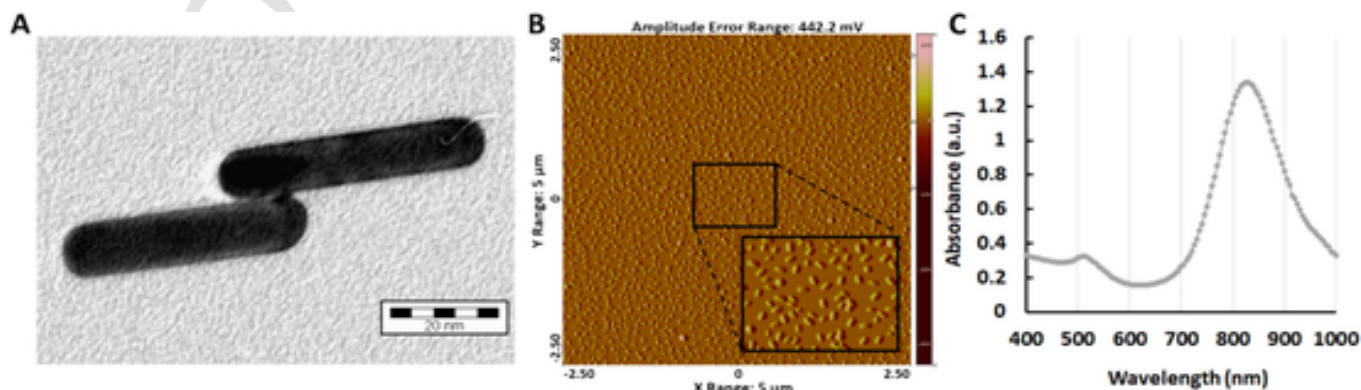 A
20 nm
B
Amplitude Error Range: 442.2 mV
2.50
0
-2.50
Y Range: 5 µm
-2.50
0
2.50
X Range: 5 µm
C
Absorbance (a.u.)
1.6
1.4
1.2
1
0.8
0.6
0.4
0.2
0
400 500 600 700 800 900 1000
Wavelength (nm)